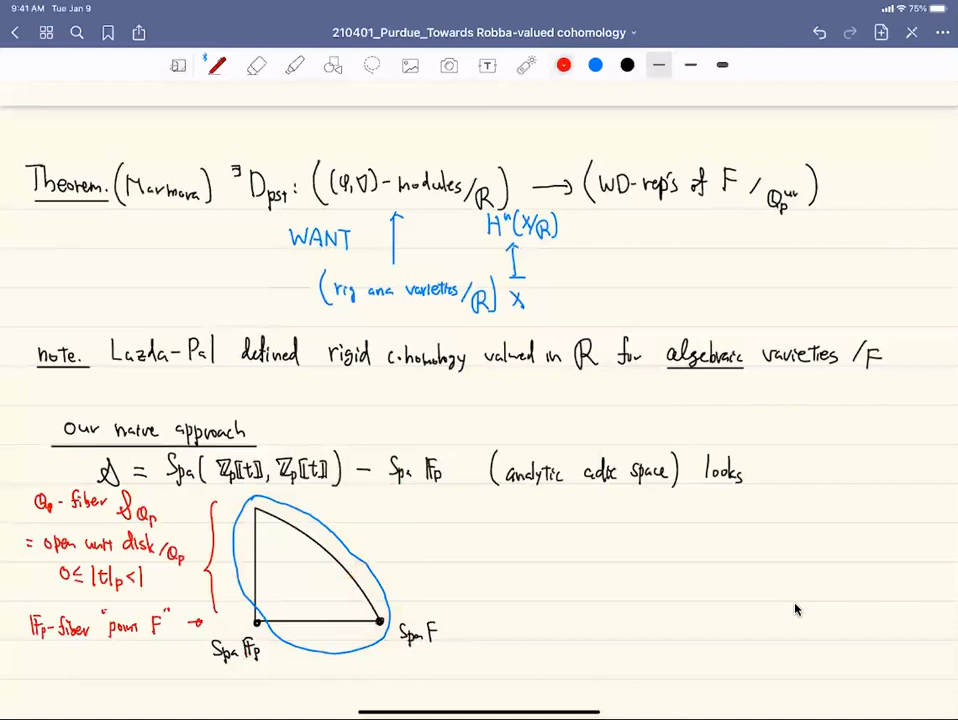 9:41 AM Tue Jan 9
75%
210401_Purdue_Towards Robba-valued cohomology
T
Theorem. (Marmora) ∃ D_pst : ((φ,∇)-modules/R) → (WD-rep's of F / Q_p^ur)
WANT
H^n(X/R)
(rig ana varieties/R) X
note. Lazda-Pal defined rigid cohomology valued in R for algebraic varieties /F
Our naive approach
S = Spa(ℤ_p[[t]], ℤ_p[[t]]) - Spa 𝔽_p (analytic adic space) looks
ℚ_p-fiber S_ℚ_p
= open unit disk/ℚ_p
0 ≤ |t|_p < 1
𝔽_p-fiber "point F" →
Spa 𝔽_p
Spa F